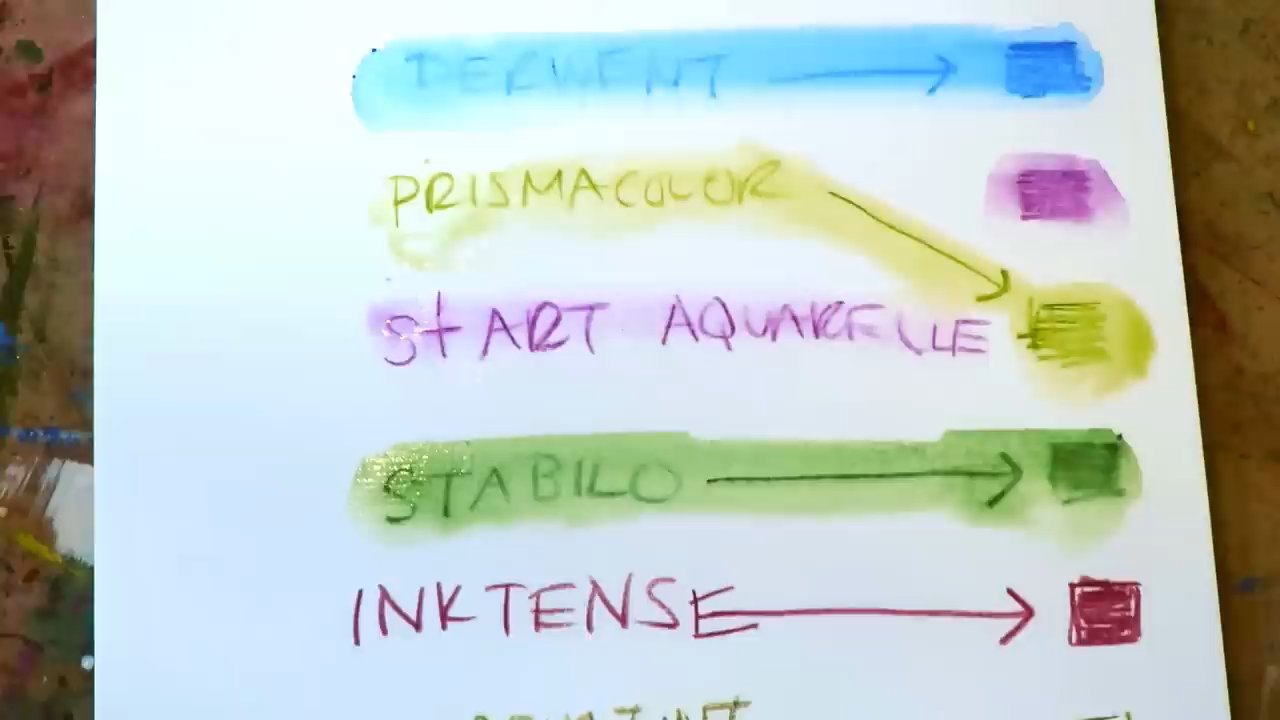 DERWENT
PRISMACOLOR
StART AQUARELLE
STABILO
INKTENSE